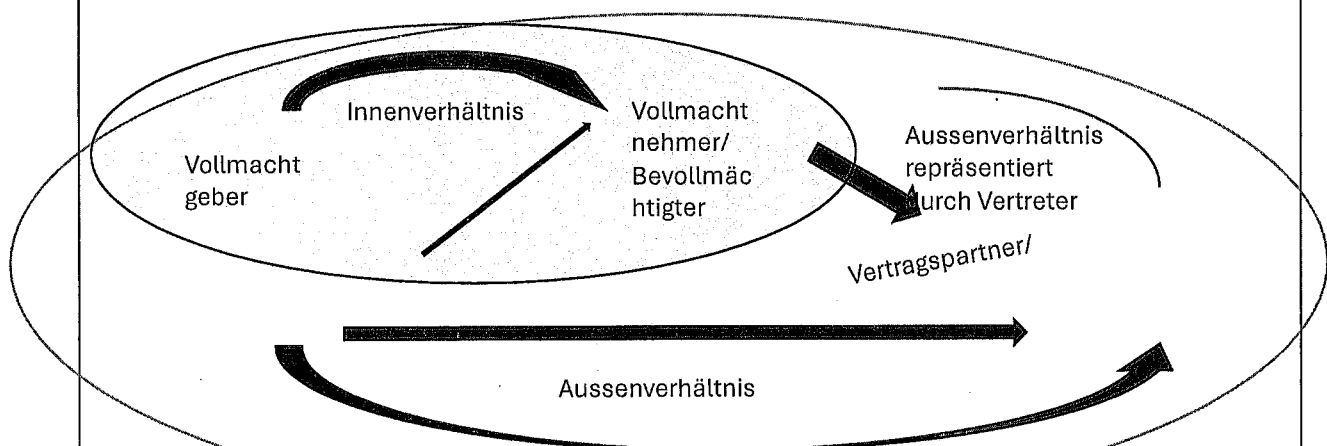 Innenverhältnis
Vollmacht
geber
Vollmacht
nehmer/
Bevollmäc
htigter
Aussenverhältnis
repräsentiert
durch Vertreter
Vertragspartner/
Aussenverhältnis